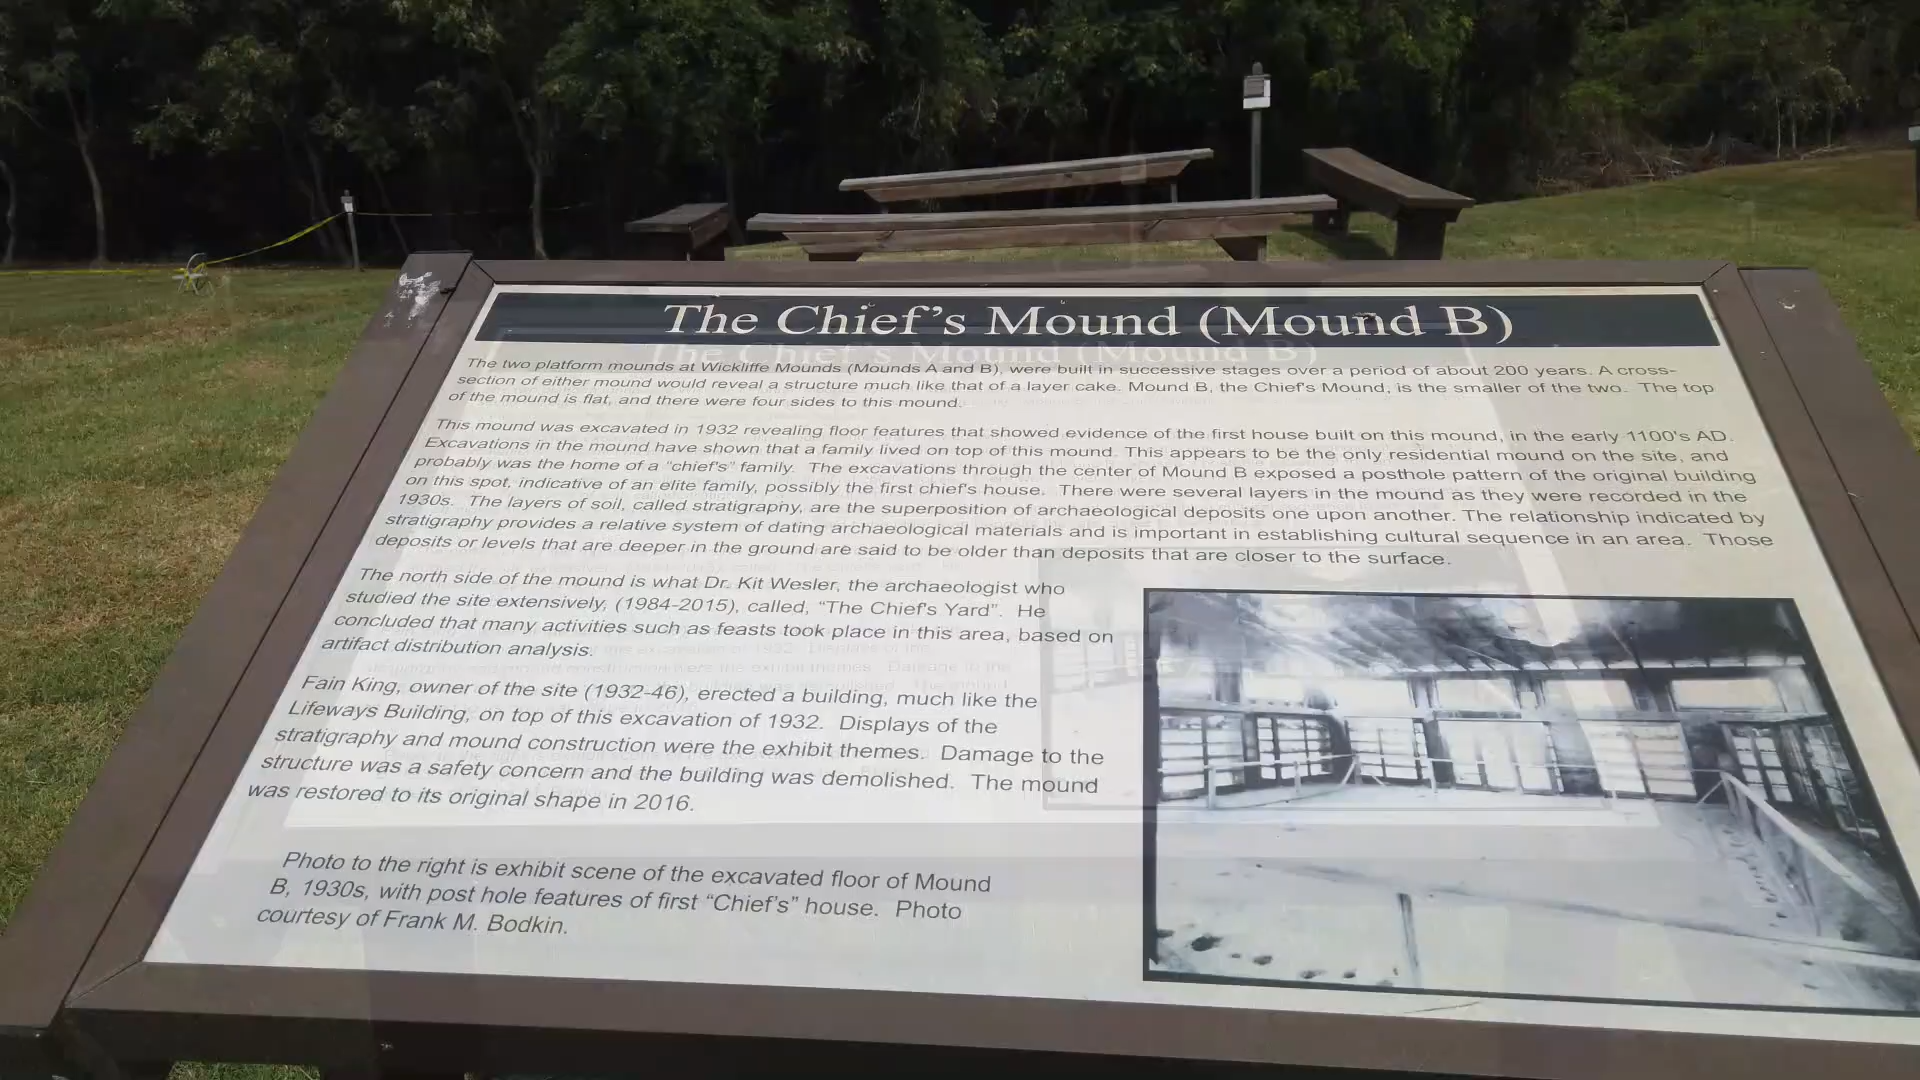 The Chief's Mound (Mound B)
The two platform mounds at Wickliffe Mounds (Mounds A and B), were built in successive stages over a period of about 200 years. A cross-
section of either mound would reveal a structure much like that of a layer cake. Mound B, the Chief's Mound, is the smaller of the two. The top
of the mound is flat, and there were four sides to this mound.
This mound was excavated in 1932 revealing floor features that showed evidence of the first house built on this mound, in the early 1100's AD.
Excavations in the mound have shown that a family lived on top of this mound. This appears to be the only residential mound on the site, and
probably was the home of a "chief's" family. The excavations through the center of Mound B exposed a posthole pattern of the original building
on this spot, indicative of an elite family, possibly the first chief's house. There were several layers in the mound as they were recorded in the
1930s. The layers of soil, called stratigraphy, are the superposition of archaeological deposits one upon another. The relationship indicated by
stratigraphy provides a relative system of dating archaeological materials and is important in establishing cultural sequence in an area. Those
deposits or levels that are deeper in the ground are said to be older than deposits that are closer to the surface.
The north side of the mound is what Dr. Kit Wesler, the archaeologist who
studied the site extensively, (1984-2015), called, "The Chief's Yard". He
concluded that many activities such as feasts took place in this area, based on
artifact distribution analysis.
Fain King, owner of the site (1932-46), erected a building, much like the
Lifeways Building, on top of this excavation of 1932. Displays of the
stratigraphy and mound construction were the exhibit themes. Damage to the
structure was a safety concern and the building was demolished. The mound
was restored to its original shape in 2016.
Photo to the right is exhibit scene of the excavated floor of Mound
B, 1930s, with post hole features of first "Chief's" house. Photo
courtesy of Frank M. Bodkin.